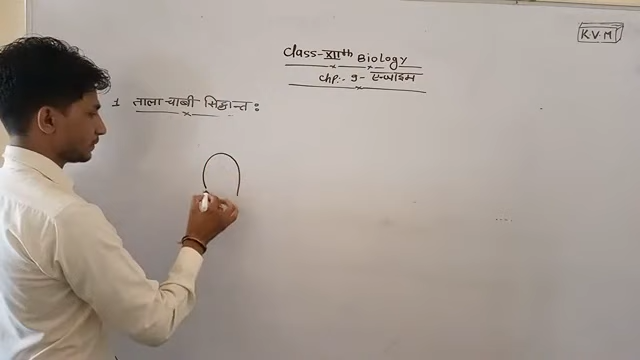 K.V.M
Class-XIIth Biology
Chp:- 9- एन्जाइम
1 ताला-चाबी सिद्धान्त :